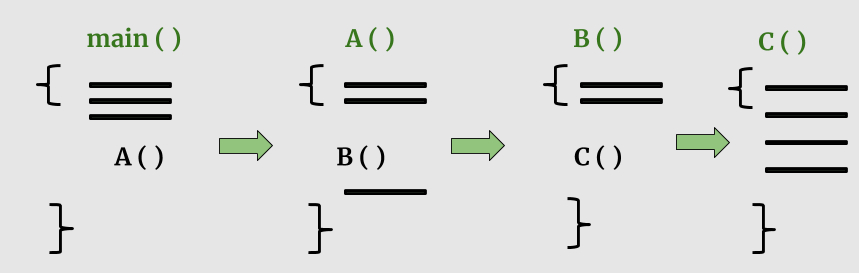 main()
{
A()
}
A()
{
B()
}
B()
{
C()
}
C()
{
}